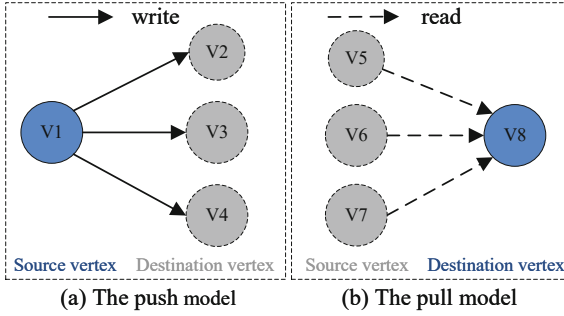 write
V1
V2
V3
V4
Source vertex
Destination vertex
(a) The push model
read
V5
V6
V7
V8
Source vertex
Destination vertex
(b) The pull model